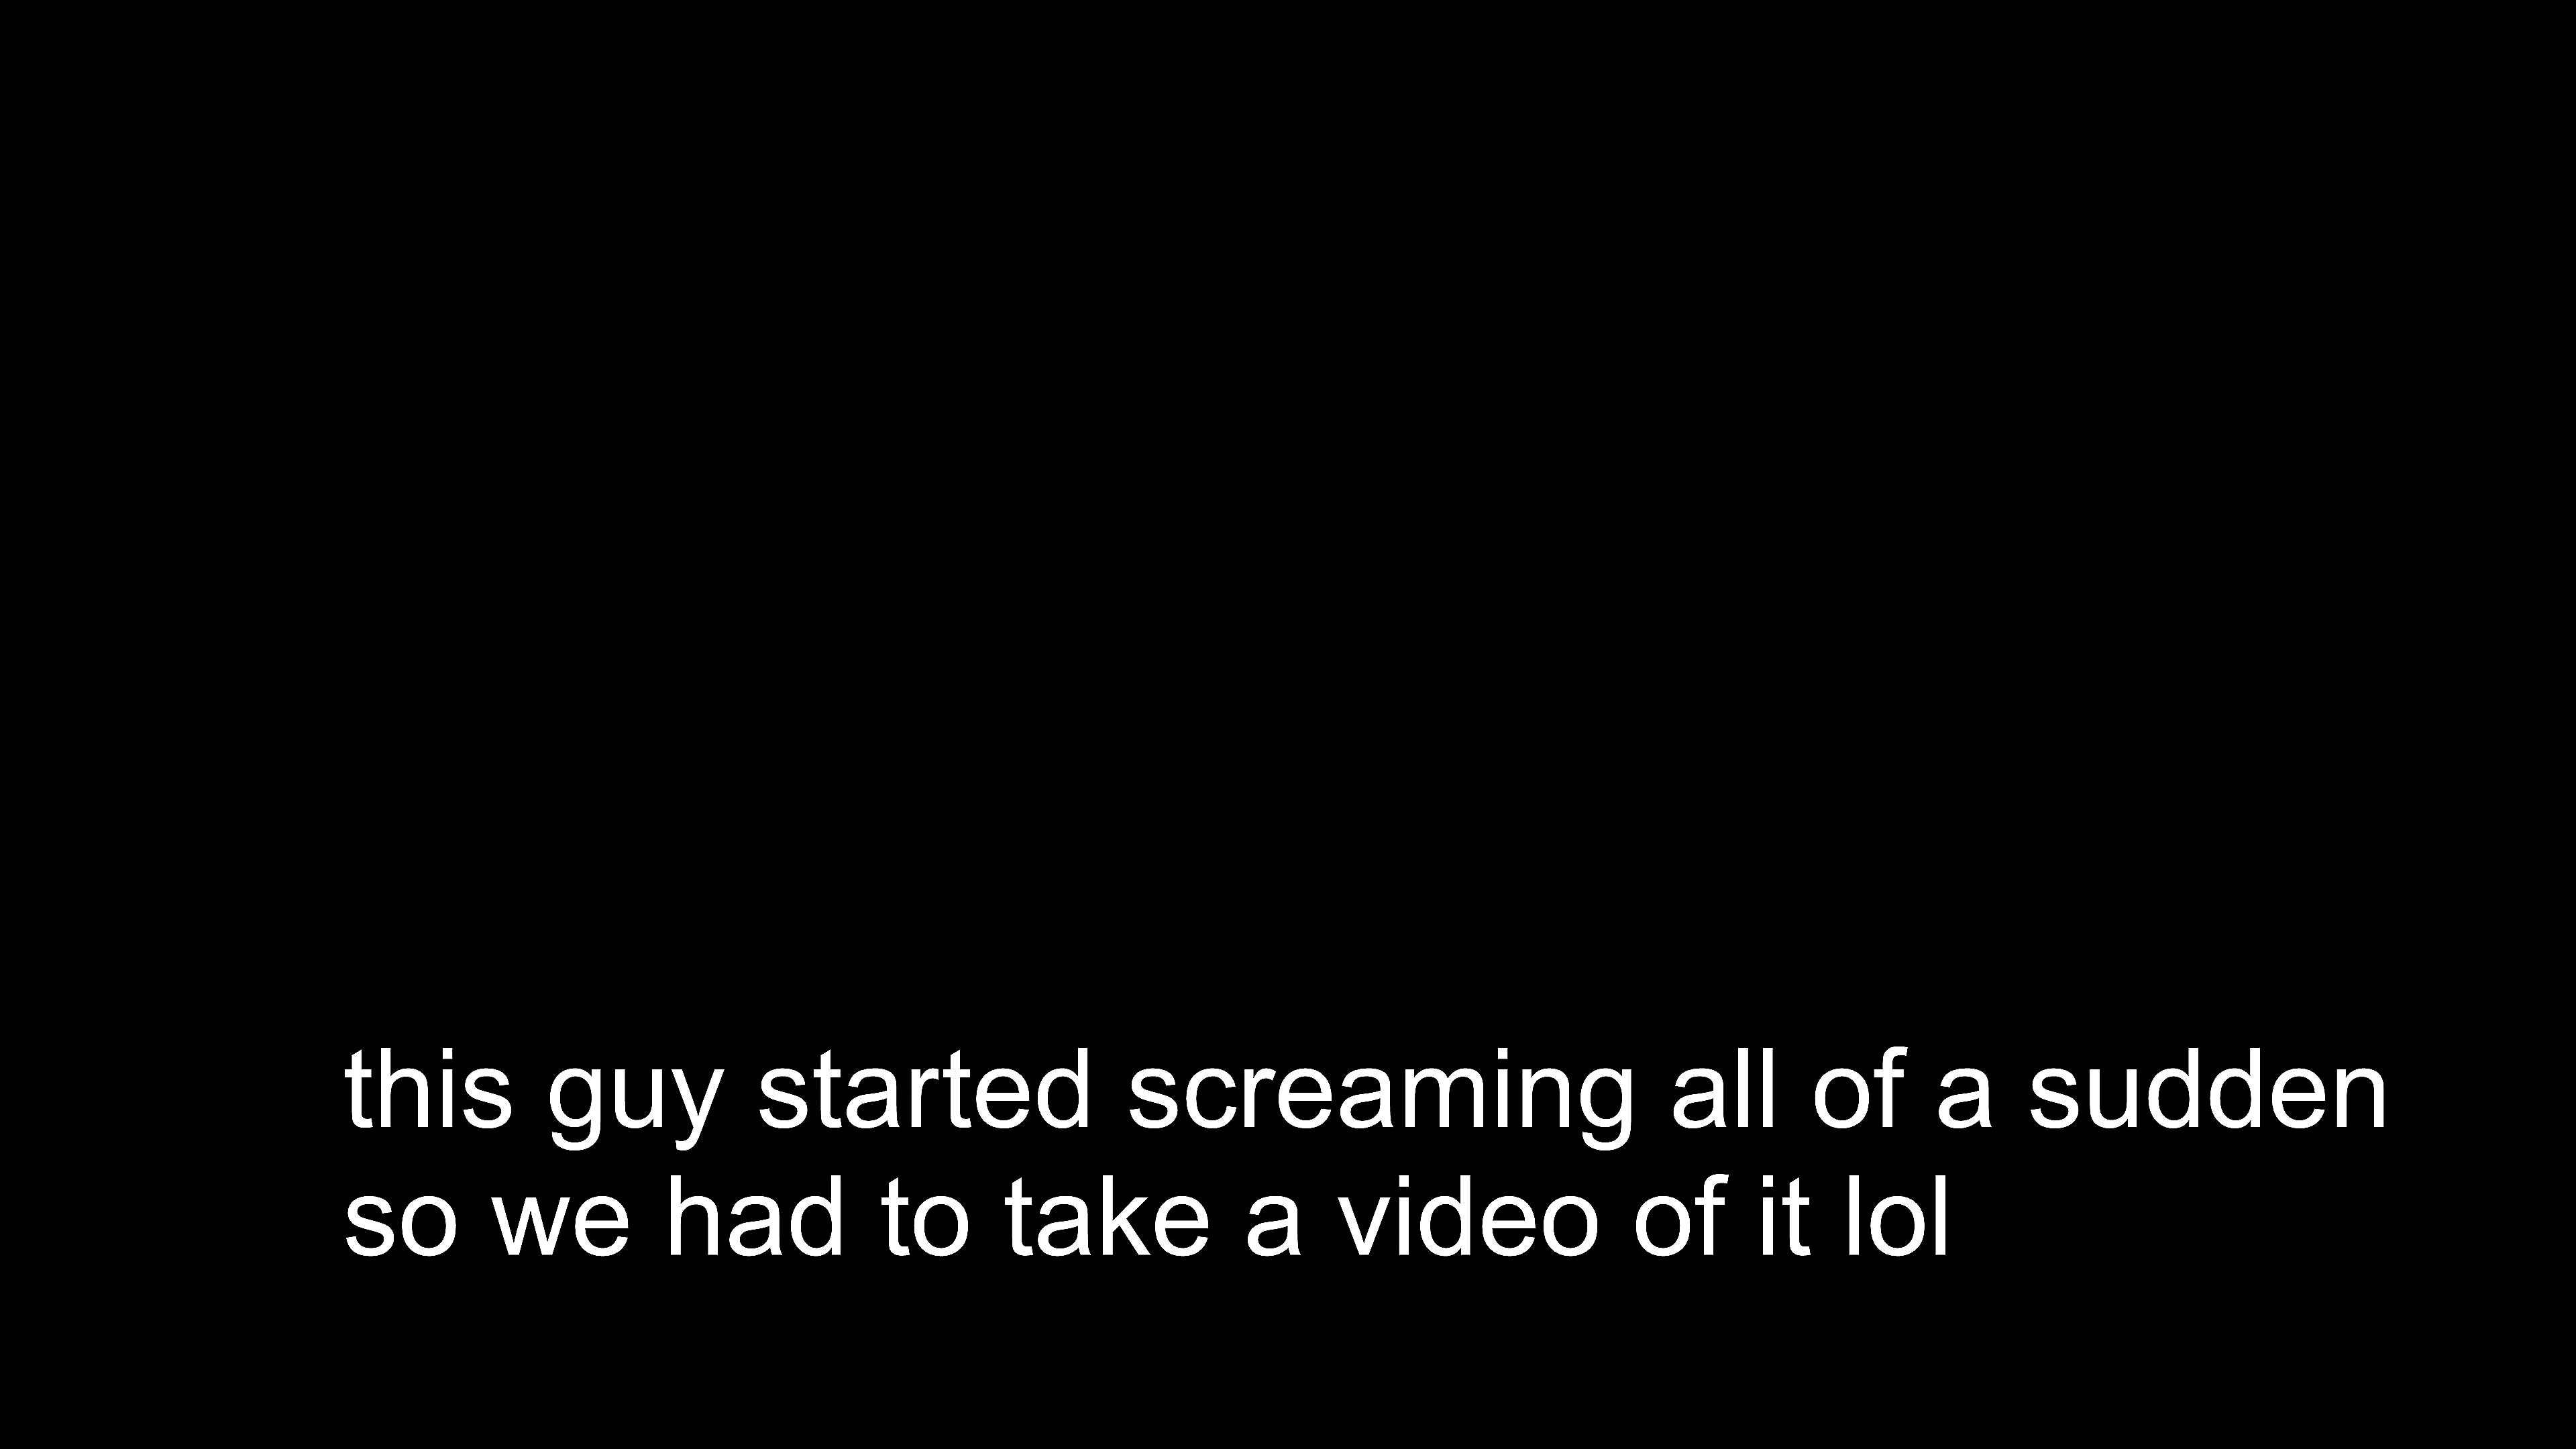 this guy started screaming all of a sudden
so we had to take a video of it lol